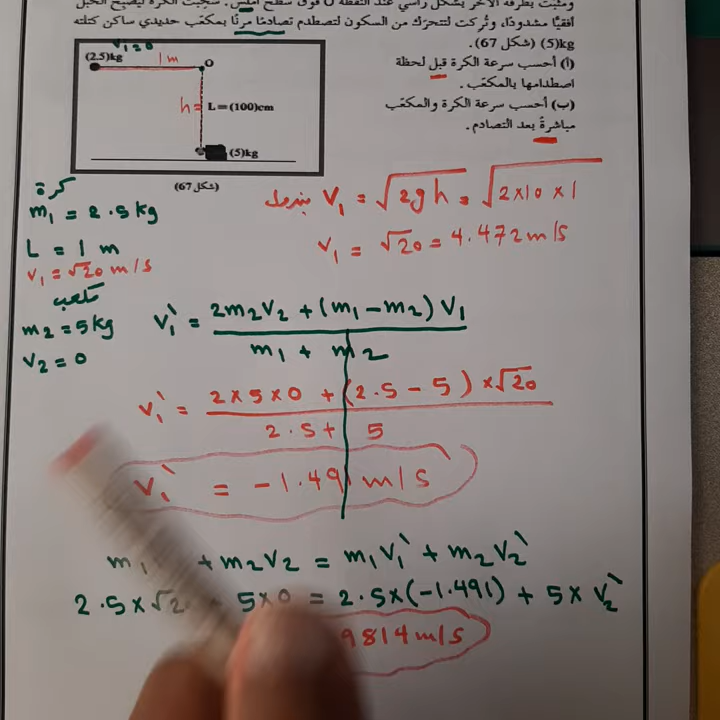 ومثبت بطرفه الآخر بشكل رأسي عند النقطة O فوق سطح أملس. سحبت الكرة ليصبح الحبل
أفقيًا مشدودًا، وتُركت لتتحرك من السكون لتصطدم تصادمًا مرنًا بمكعّب حديدي ساكن كتلته
(5)kg (شكل 67).
(أ) أحسب سرعة الكرة قبل لحظة
اصطدامها بالمكعّب.
(ب) أحسب سرعة الكرة والمكعّب
مباشرةً بعد التصادم.
V1=0
(2.5)kg 1m O
h= L=(100)cm
(5)kg
(شكل 67)
V1 = √2gh = √2×10×1
V1 = √20 = 4.472 m/s
كرة
m1 = 2.5 kg
L = 1 m
V1 = √20 m/s
مكعب
m2 = 5 kg
V2 = 0
V1` = 2m2V2 + (m1 - m2) V1
m1 + m2
V1` = 2×5×0 + (2.5 - 5) × √20
2.5 + 5
V1` = -1.491 m/s
m1 + m2V2 = m1V1` + m2V2`
2.5 × √2 5×0 = 2.5×(-1.491) + 5× V2`
9814 m/s